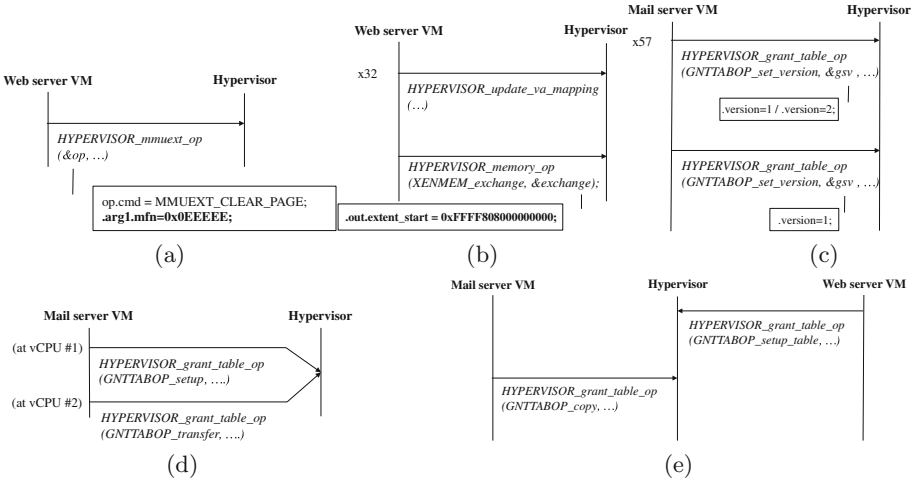 Web server VM
Hypervisor
HYPERVISOR_mmuext_op
(&op, …)
op.cmd = MMUEXT_CLEAR_PAGE;
.arg1.mfn=0x0EEEEE;
(a)
Web server VM
Hypervisor
x32
HYPERVISOR_update_va_mapping
(…)
HYPERVISOR_memory_op
(XENMEM_exchange, &exchange);
.out.extent_start = 0xFFFF808000000000;
(b)
Mail server VM
Hypervisor
x57
HYPERVISOR_grant_table_op
(GNTTABOP_set_version, &gsv , …)
.version=1 / .version=2;
HYPERVISOR_grant_table_op
(GNTTABOP_set_version, &gsv , …)
.version=1;
(c)
Mail server VM
Hypervisor
(at vCPU #1)
HYPERVISOR_grant_table_op
(GNTTABOP_setup, ….)
(at vCPU #2)
HYPERVISOR_grant_table_op
(GNTTABOP_transfer, ….)
(d)
Mail server VM
Hypervisor
Web server VM
HYPERVISOR_grant_table_op
(GNTTABOP_setup_table, …)
HYPERVISOR_grant_table_op
(GNTTABOP_copy, …)
(e)